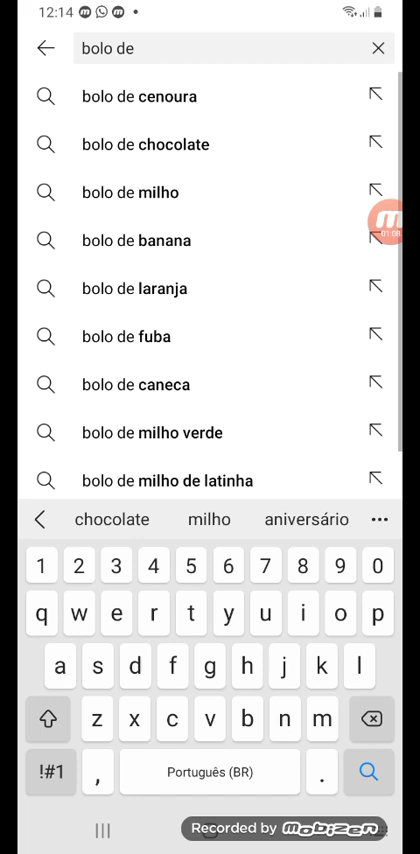 12:14
bolo de
bolo de cenoura
bolo de chocolate
bolo de milho
01:08
bolo de banana
bolo de laranja
bolo de fuba
bolo de caneca
bolo de milho verde
bolo de milho de latinha
chocolate milho aniversário •••
1 2 3 4 5 6 7 8 9 0
q w e r t y u i o p
a s d f g h j k l
z x c v b n m
!#1 , Português (BR) .
Recorded by mobizen